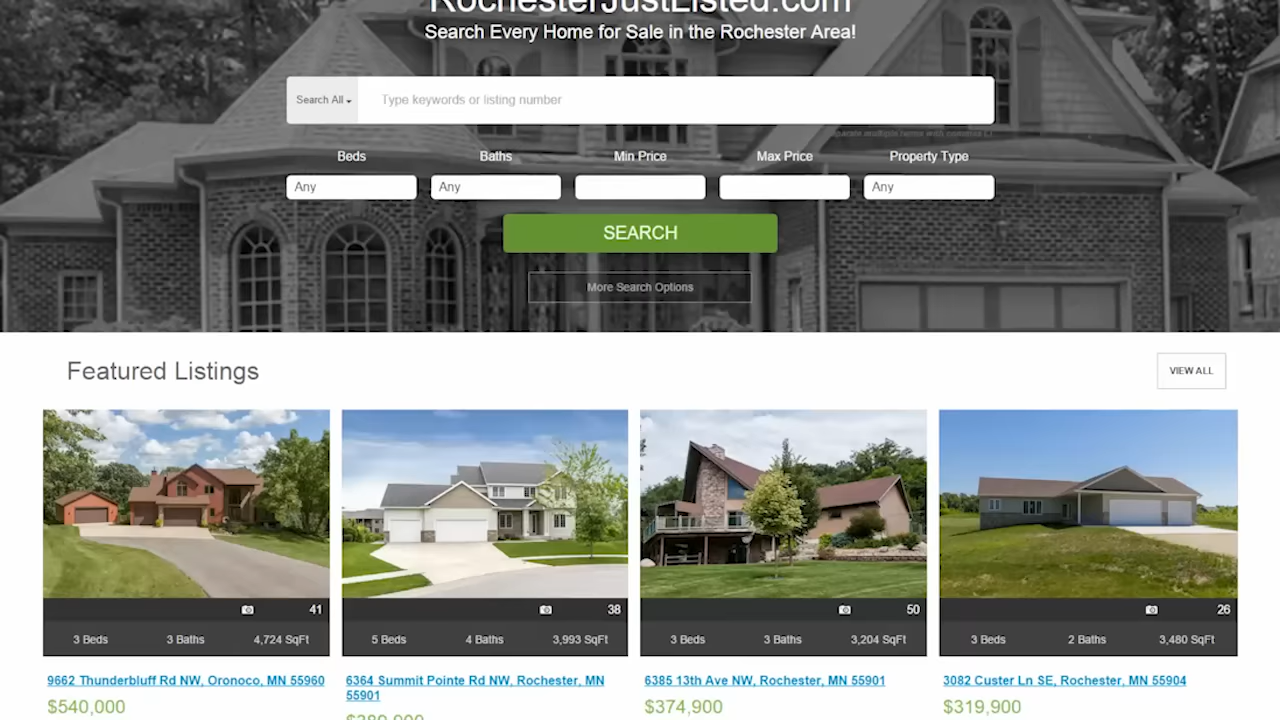 RochesterJustListed.com
Search Every Home for Sale in the Rochester Area!
Search All
Type keywords or listing number
Beds Baths Min Price Max Price Property Type
Any Any Any
SEARCH
More Search Options
Featured Listings
VIEW ALL
41 38 50 26
3 Beds 3 Baths 4,724 SqFt
5 Beds 4 Baths 3,993 SqFt
3 Beds 3 Baths 3,204 SqFt
3 Beds 2 Baths 3,480 SqFt
9662 Thunderbluff Rd NW, Oronoco, MN 55960
$540,000
6364 Summit Pointe Rd NW, Rochester, MN
55901
6385 13th Ave NW, Rochester, MN 55901
$374,900
3082 Custer Ln SE, Rochester, MN 55904
$319,900